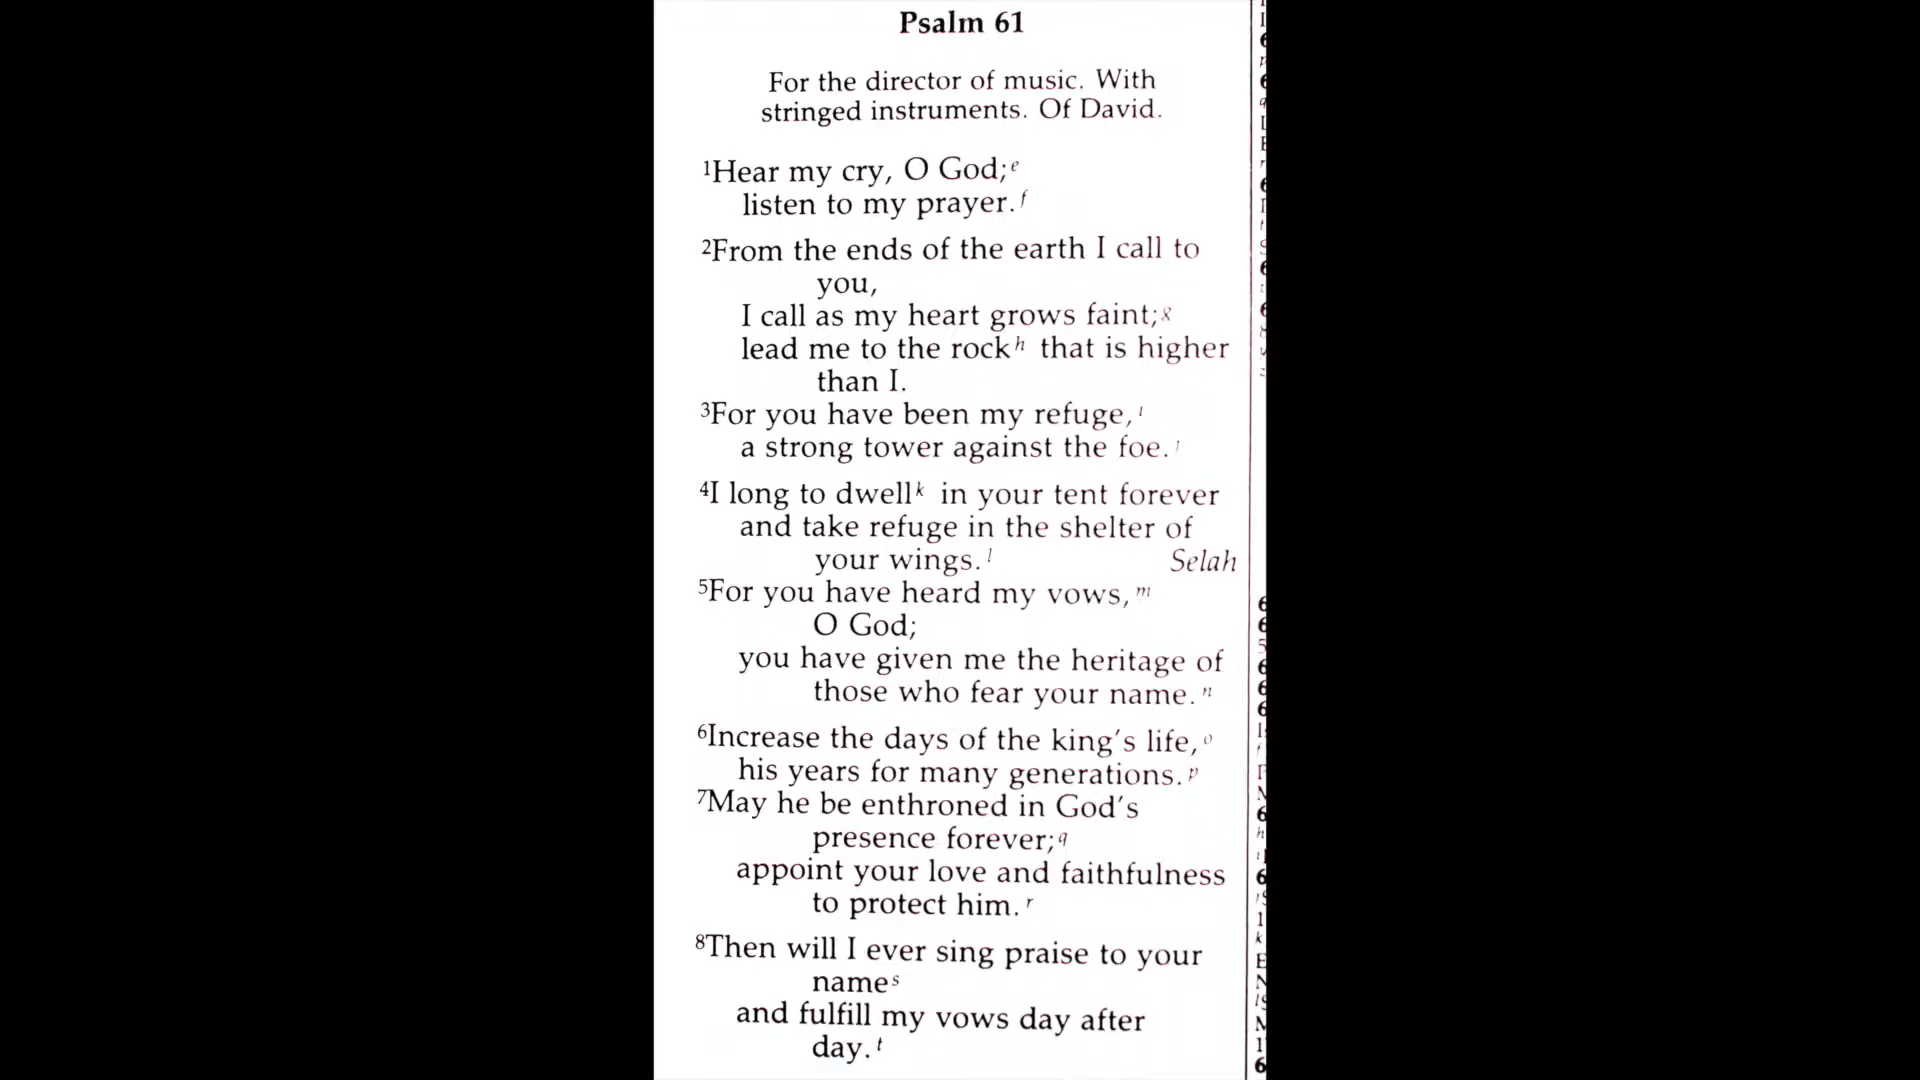 Psalm 61
For the director of music. With
stringed instruments. Of David.
1Hear my cry, O God;e
listen to my prayer.f
2From the ends of the earth I call to
you,
I call as my heart grows faint;g
lead me to the rockh that is higher
than I.
3For you have been my refuge,i
a strong tower against the foe.j
4I long to dwellk in your tent forever
and take refuge in the shelter of
your wings.l Selah
5For you have heard my vows,m
O God;
you have given me the heritage of
those who fear your name.n
6Increase the days of the king's life,o
his years for many generations.p
7May he be enthroned in God's
presence forever;q
appoint your love and faithfulness
to protect him.r
8Then will I ever sing praise to your
names
and fulfill my vows day after
day.t